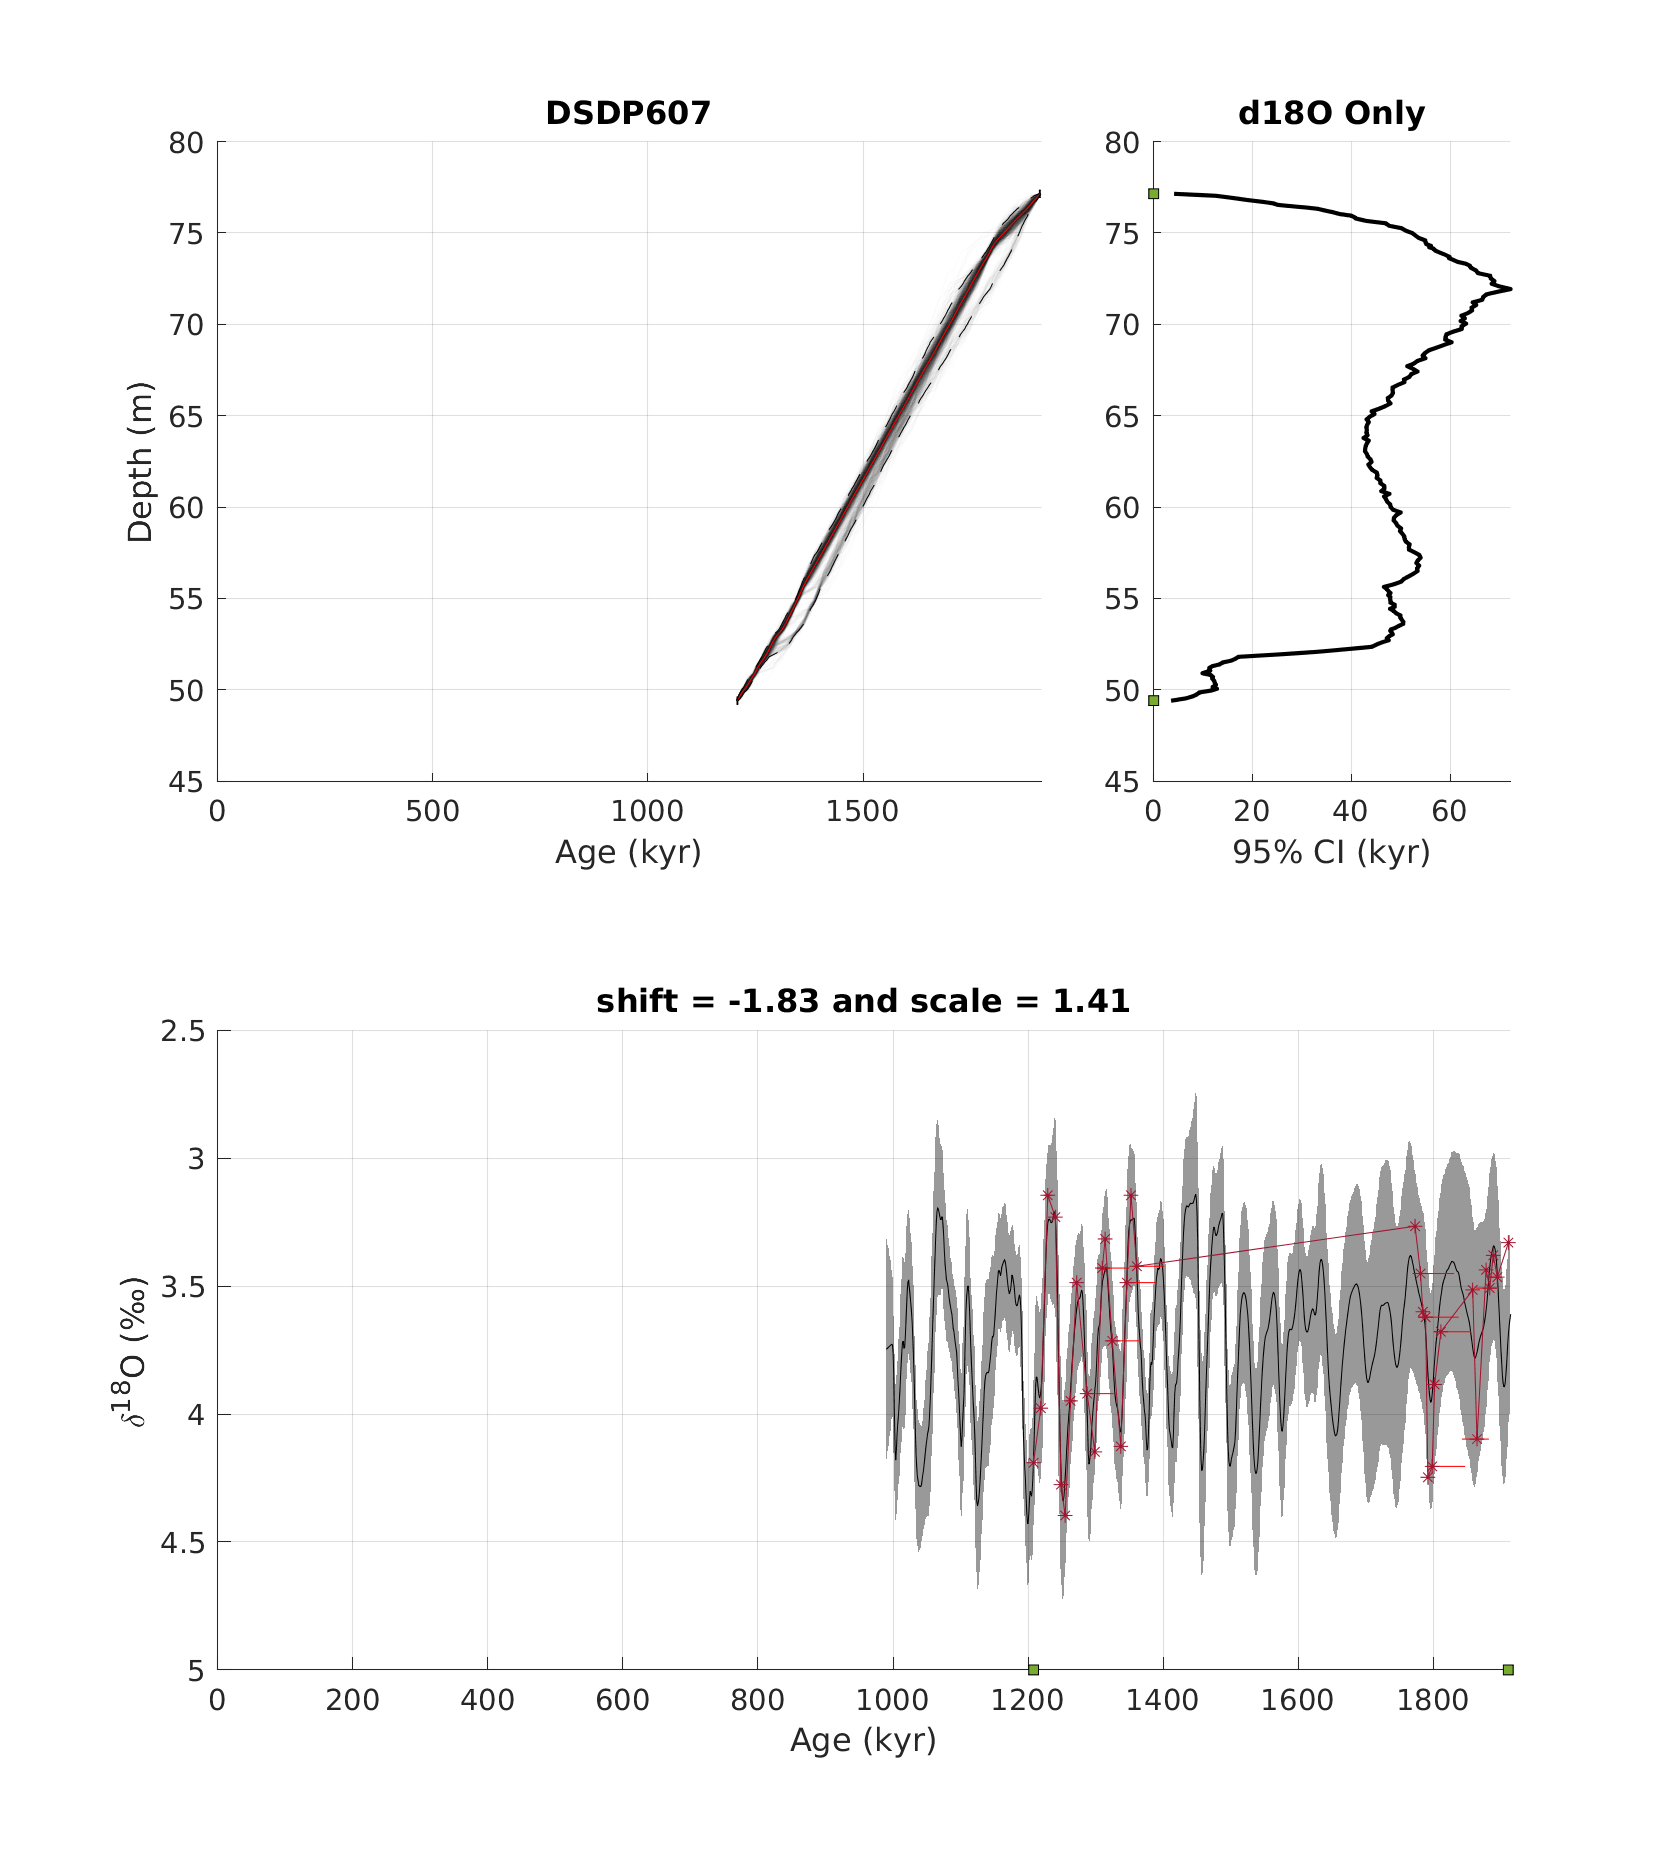 DSDP607
80
75
70
65
60
55
50
45
Depth (m)
0 500 1000 1500
Age (kyr)
d18O Only
80
75
70
65
60
55
50
45
0 20 40 60
95% CI (kyr)
shift = -1.83 and scale = 1.41
2.5
3
3.5
4
4.5
5
δ18O (‰)
0 200 400 600 800 1000 1200 1400 1600 1800
Age (kyr)